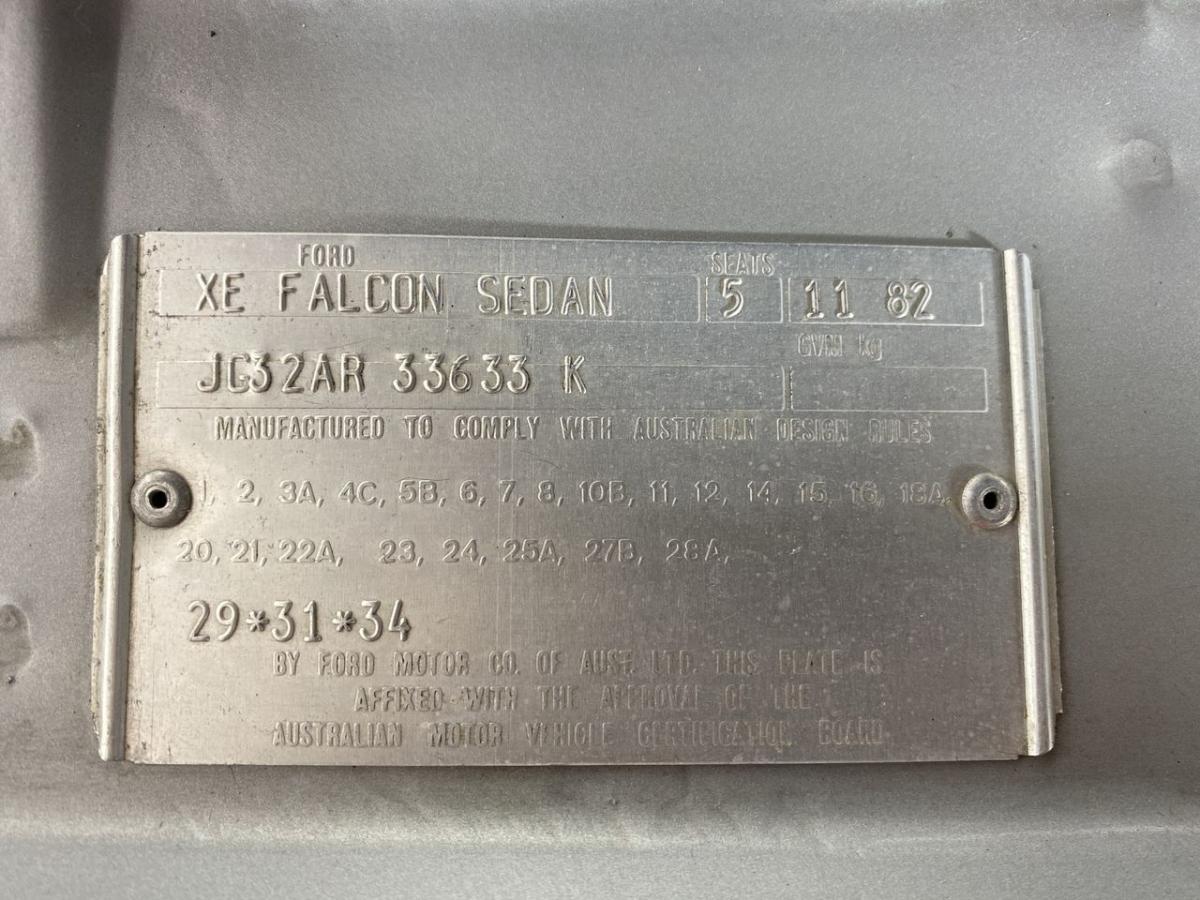 FORD SEATS
XE FALCON SEDAN 5 11 82
GVM kg
JG32AR 33633 K
MANUFACTURED TO COMPLY WITH AUSTRALIAN DESIGN RULES
1, 2, 3A, 4C, 5B, 6, 7, 8, 10B, 11, 12, 14, 15, 16, 18A,
20, 21, 22A, 23, 24, 25A, 27B, 28A,
29*31*34
BY FORD MOTOR CO. OF AUST. LTD. THIS PLATE IS
AFFIXED WITH THE APPROVAL OF THE
AUSTRALIAN MOTOR VEHICLE CERTIFICATION BOARD